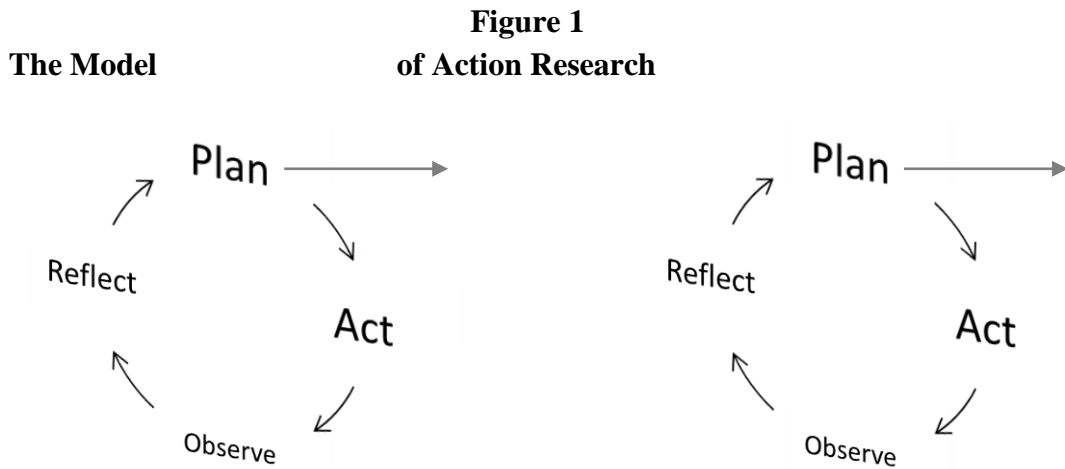 Figure 1
The Model of Action Research
Plan Plan
Reflect Reflect
Act Act
Observe Observe